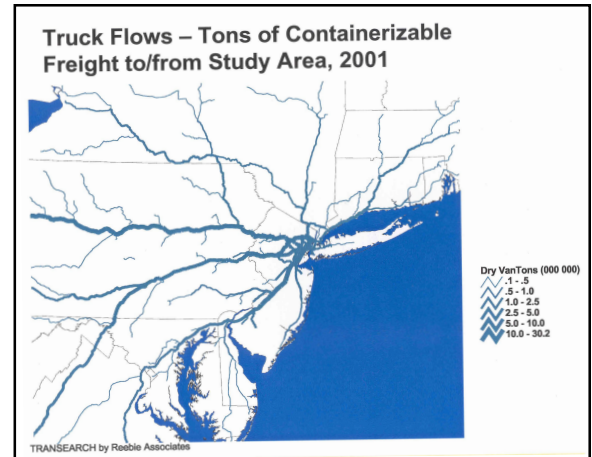 Truck Flows – Tons of Containerizable
Freight to/from Study Area, 2001
Dry VanTons (000 000)
.1 - .5
.5 - 1.0
1.0 - 2.5
2.5 - 5.0
5.0 - 10.0
10.0 - 30.2
TRANSEARCH by Reebie Associates